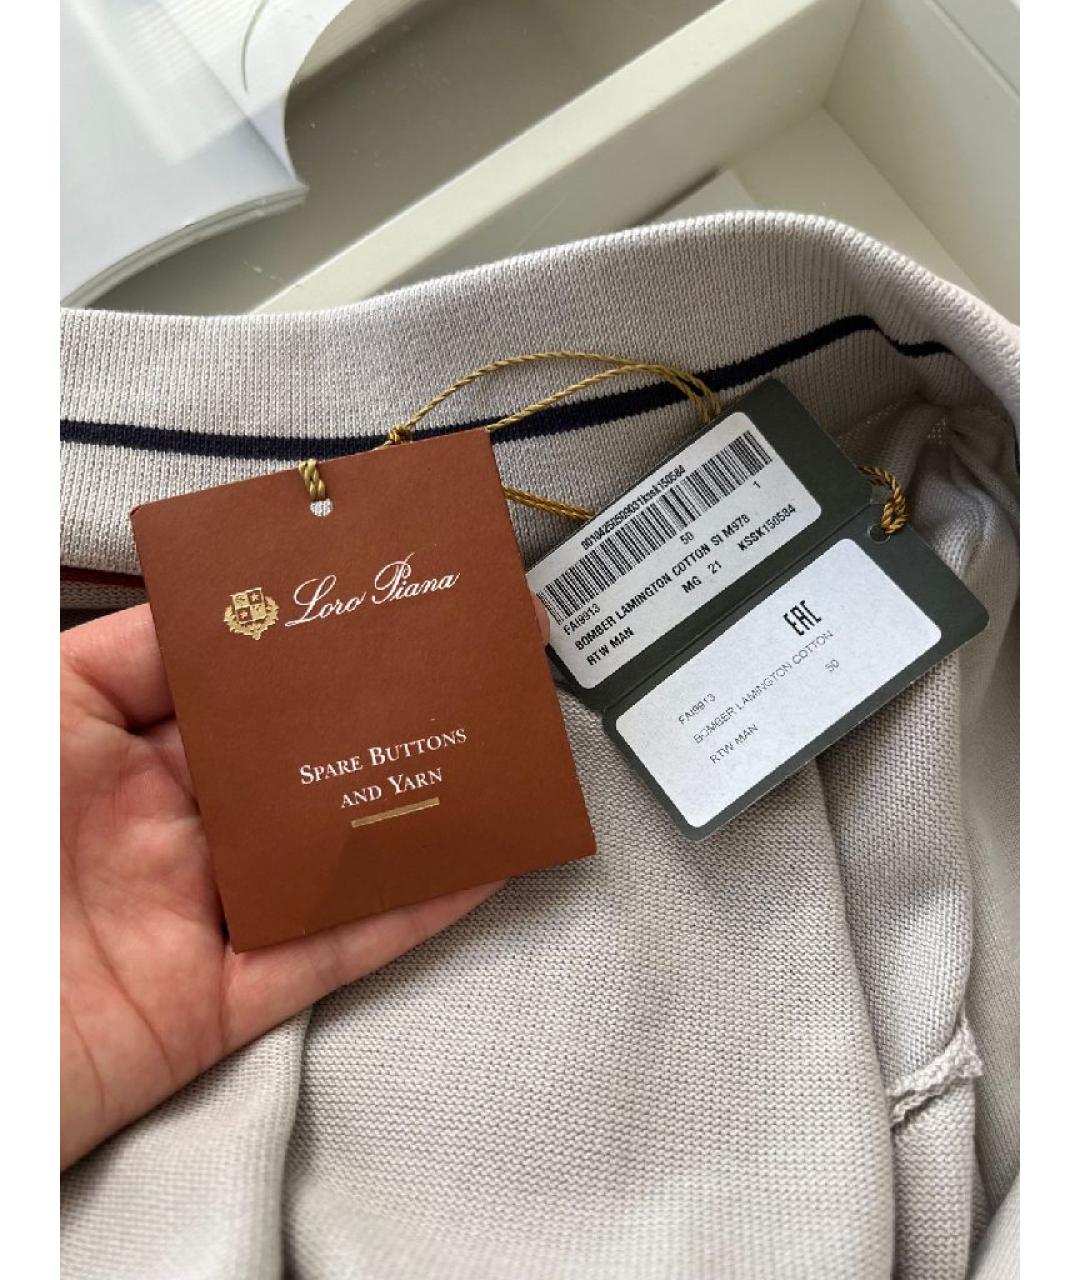 Loro Piana
SPARE BUTTONS
AND YARN
FAI9913
50
1
BOMBER LAMINGTON COTTON SI M978
MG 21 KSSK150584
RTW MAN
EAC
FAI9913
BOMBER LAMINGTON COTTON
50
RTW MAN